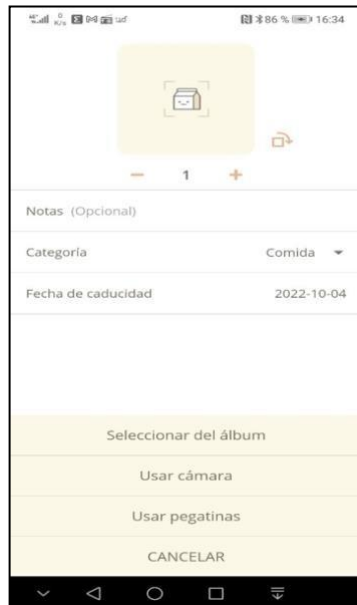 0
K/s
86 % 16:34
1
Notas (Opcional)
Categoría Comida
Fecha de caducidad 2022-10-04
Seleccionar del álbum
Usar cámara
Usar pegatinas
CANCELAR